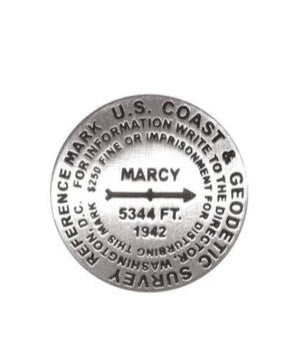 U.S. COAST & GEODETIC SURVEY REFERENCE MARK
FOR INFORMATION WRITE TO THE DIRECTOR, WASHINGTON, D.C.
$250 FINE OR IMPRISONMENT FOR DISTURBING THIS MARK
MARCY
5344 FT.
1942